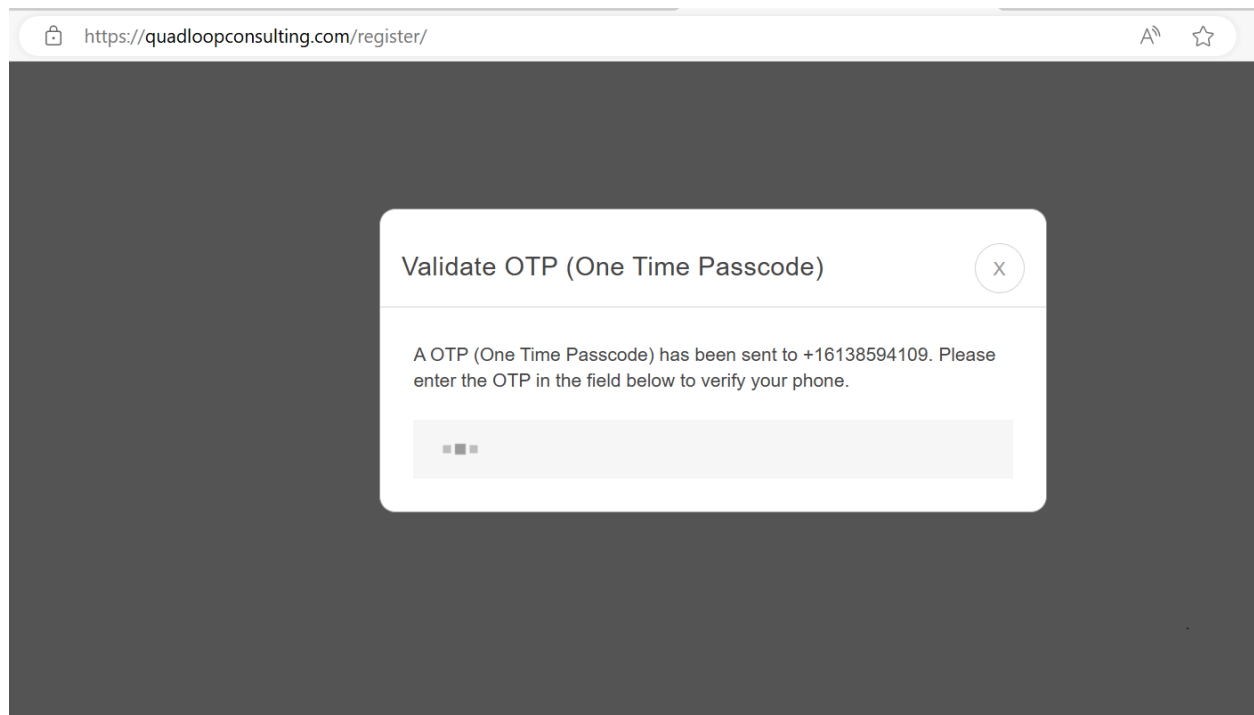 https://quadloopconsulting.com/register/
Validate OTP (One Time Passcode)
X
A OTP (One Time Passcode) has been sent to +16138594109. Please
enter the OTP in the field below to verify your phone.